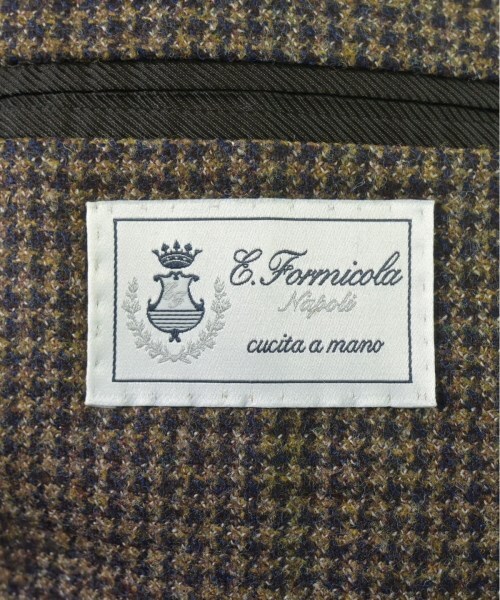 E. Formicola
Napoli
cucita a mano